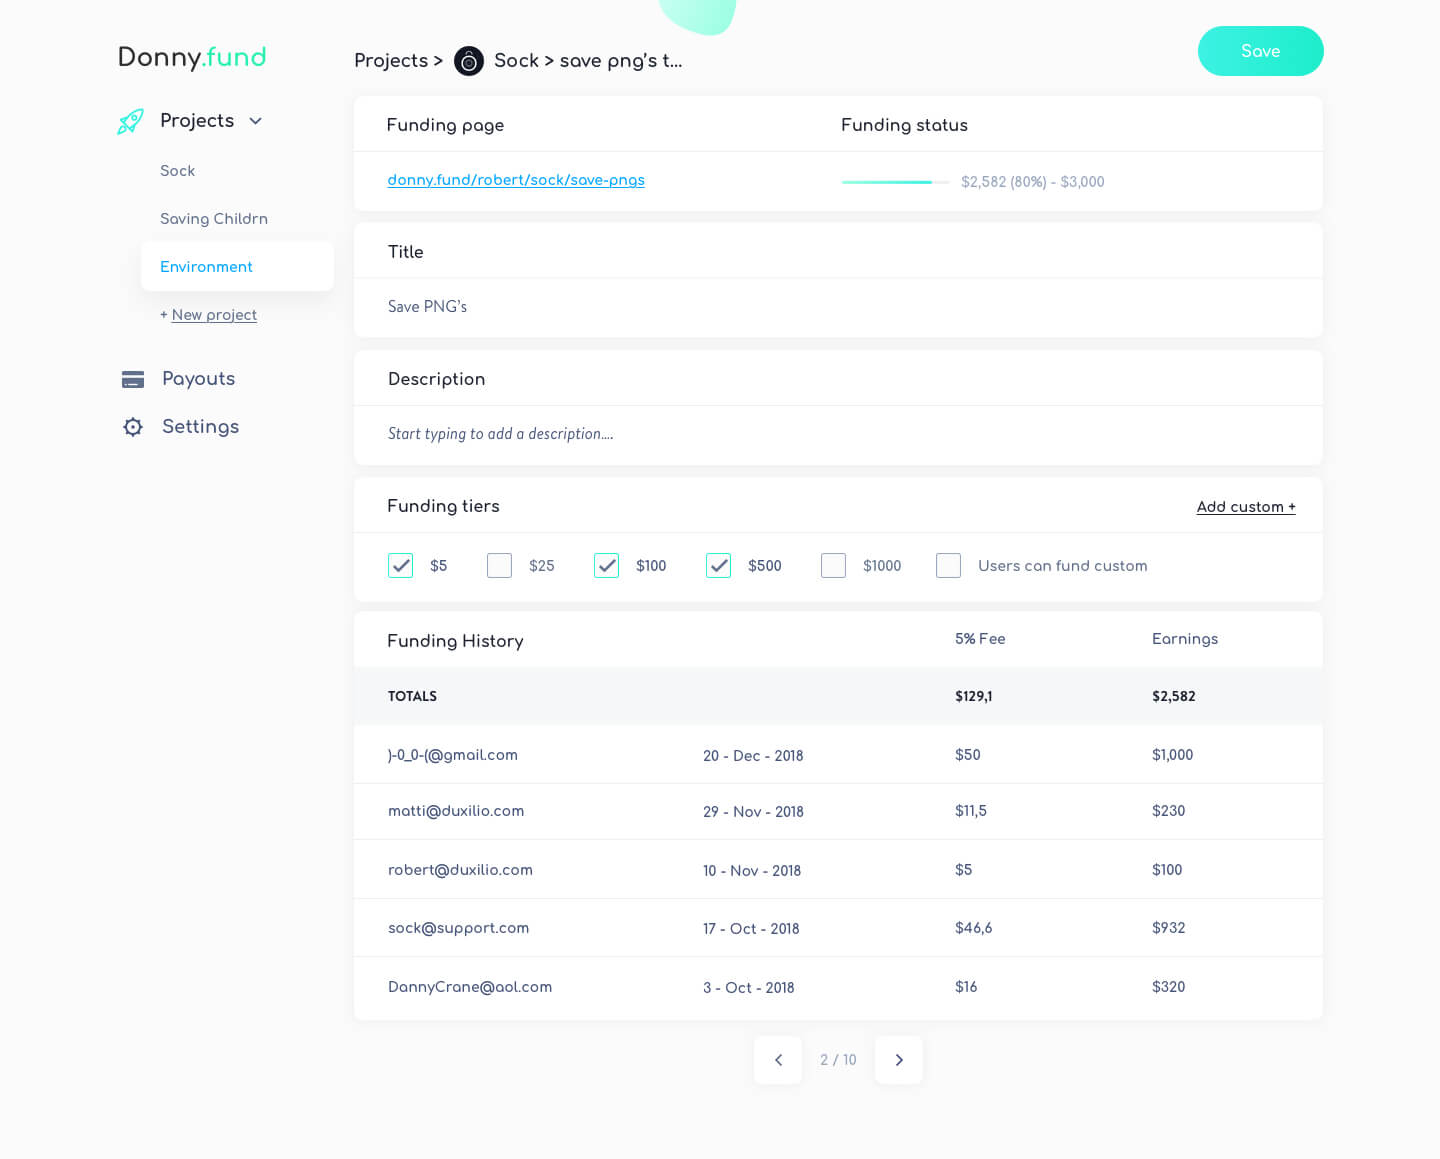 Donny.fund
Projects > Sock > save png's t...
Save
Projects
Sock
Saving Childrn
Environment
+ New project
Payouts
Settings
Funding page
Funding status
donny.fund/robert/sock/save-pngs
$2,582 (80%) - $3,000
Title
Save PNG's
Description
Start typing to add a description....
Funding tiers
Add custom +
$5 $25 $100 $500 $1000 Users can fund custom
Funding History 5% Fee Earnings
TOTALS $129,1 $2,582
)-0_0-(@gmail.com 20 - Dec - 2018 $50 $1,000
matti@duxilio.com 29 - Nov - 2018 $11,5 $230
robert@duxilio.com 10 - Nov - 2018 $5 $100
sock@support.com 17 - Oct - 2018 $46,6 $932
DannyCrane@aol.com 3 - Oct - 2018 $16 $320
2 / 10